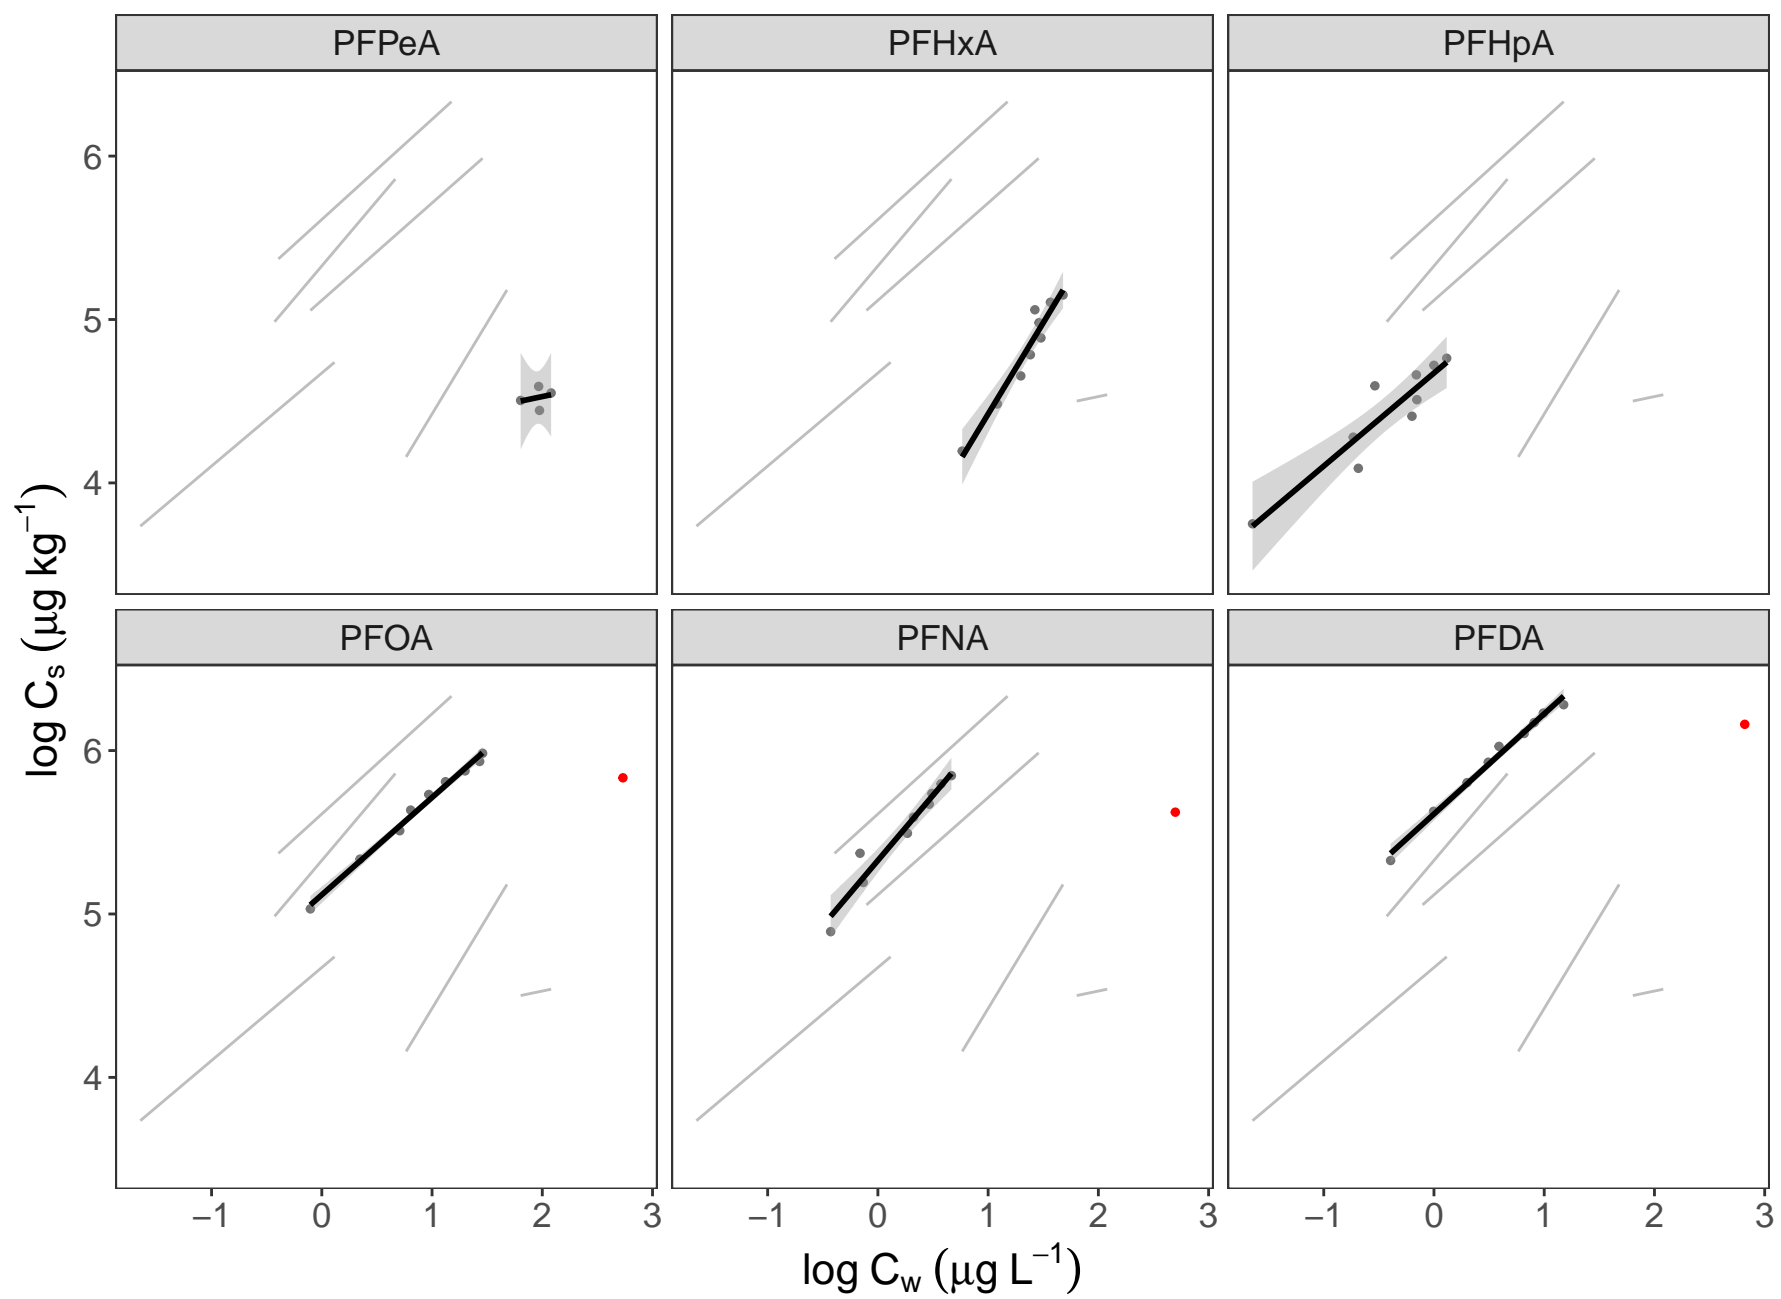 PFPeA PFHxA PFHpA
6
5
4
PFOA PFNA PFDA
6
5
4
log Cₛ (μg kg⁻¹)
−1 0 1 2 3 −1 0 1 2 3 −1 0 1 2 3
log C_w (μg L⁻¹)